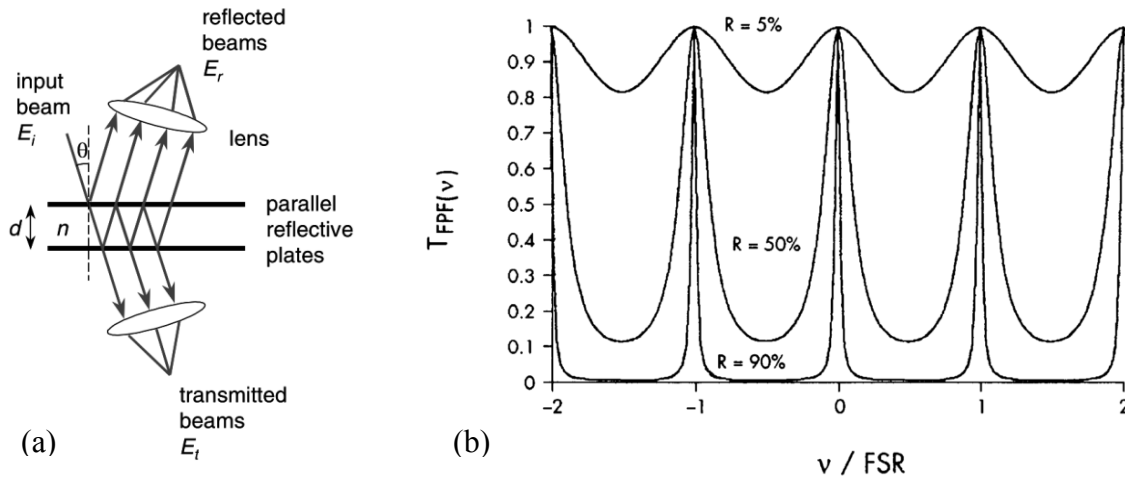 reflected
beams
E_r
input
beam
E_i
θ
lens
parallel
reflective
plates
d
n
transmitted
beams
E_t
(a)
R = 5%
1
0.9
0.8
0.7
0.6
0.5
0.4
0.3
0.2
0.1
0
T_FPF(ν)
R = 50%
R = 90%
-2
-1
0
1
2
ν / FSR
(b)